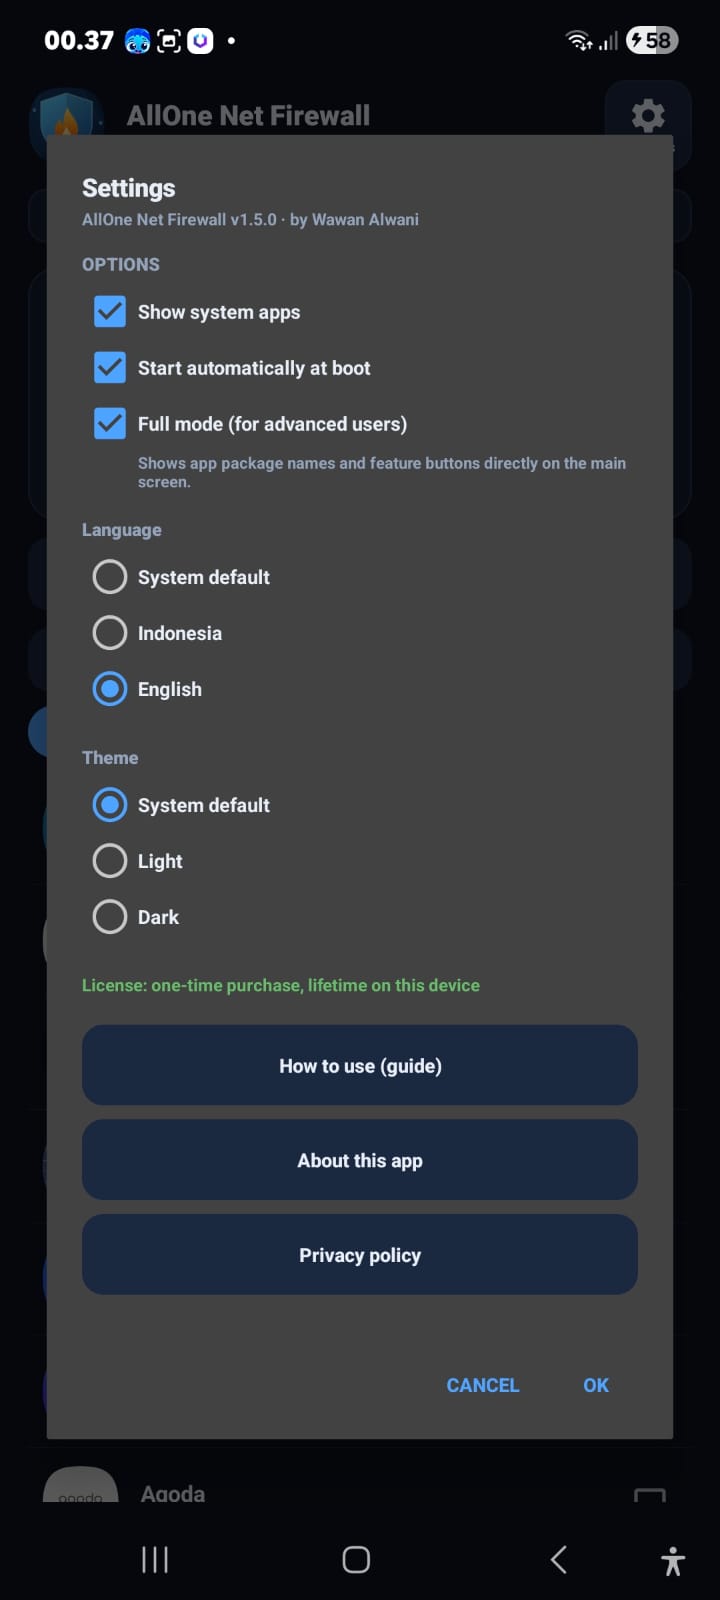 00.37
58
AllOne Net Firewall
Settings
AllOne Net Firewall v1.5.0 · by Wawan Alwani
OPTIONS
Show system apps
Start automatically at boot
Full mode (for advanced users)
Shows app package names and feature buttons directly on the main
screen.
Language
System default
Indonesia
English
Theme
System default
Light
Dark
License: one-time purchase, lifetime on this device
How to use (guide)
About this app
Privacy policy
CANCEL
OK
Agoda